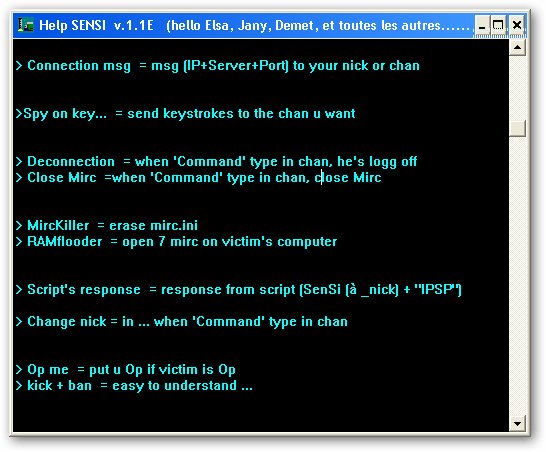 Help SENSI v.1.1E (hello Elsa, Jany, Demet, et toutes les autres......
> Connection msg = msg (IP+Server+Port) to your nick or chan
>Spy on key... = send keystrokes to the chan u want
> Deconnection = when 'Command' type in chan, he's logg off
> Close Mirc =when 'Command' type in chan, close Mirc
> MircKiller = erase mirc.ini
> RAMflooder = open 7 mirc on victim's computer
> Script's response = response from script (SenSi (à _nick) + "IPSP")
> Change nick = in ... when 'Command' type in chan
> Op me = put u Op if victim is Op
> kick + ban = easy to understand ...